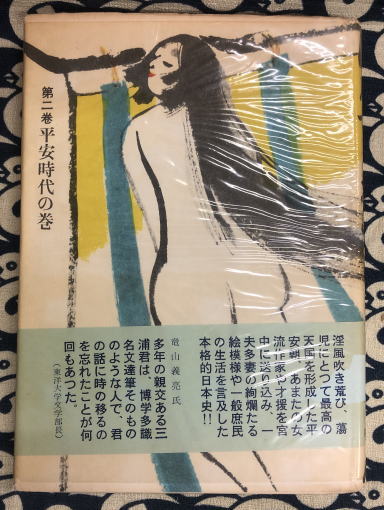 第二巻 平安時代の巻
淫風吹き荒び、蕩
児にとつて最高の
天国を形成した平
安朝はあまたの女
流作家や才媛を宮
中に送り込み、一
夫多妻の絢爛たる
絵模様や一般庶民
の生活を言及した
本格的日本史!!
竜山義亮氏
多年の親交ある三
浦君は、博学多識
名文達筆そのもの
のような人で、君
の話に時の移るの
を忘れたことが何
回もあつた。
(東洋大学文学部長)